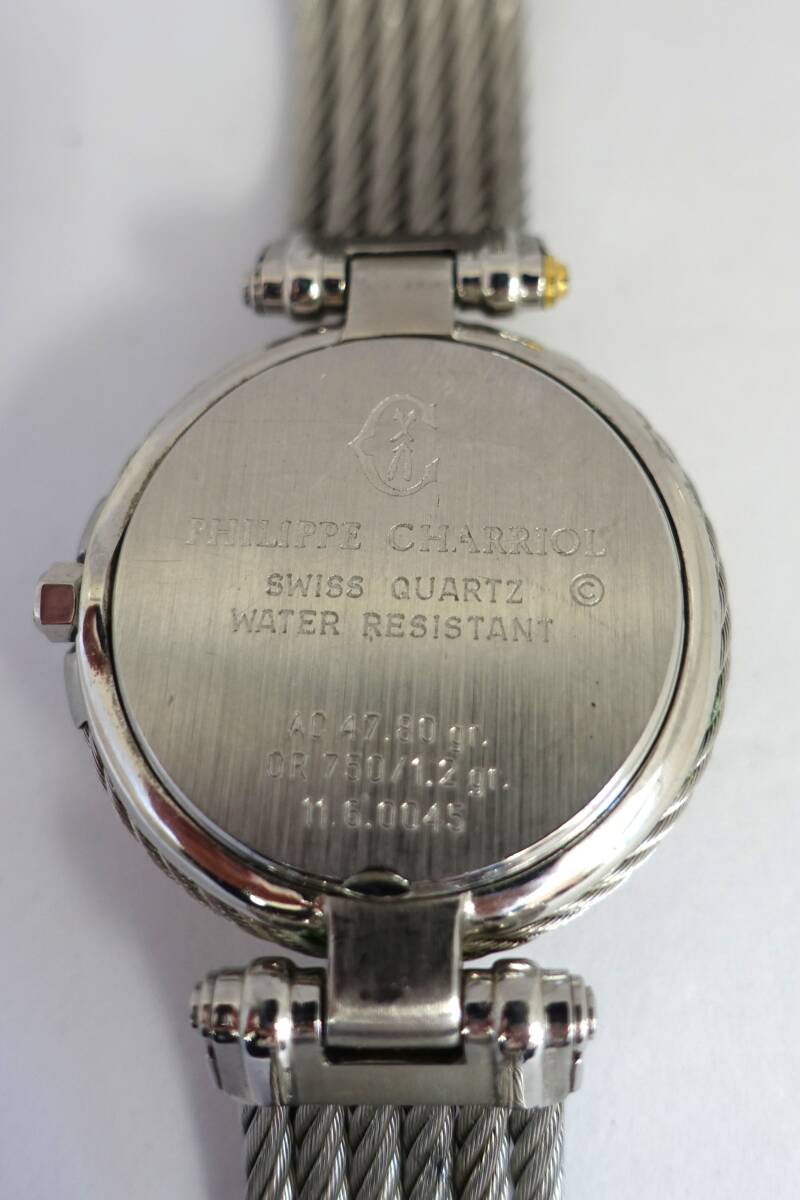 PHILIPPE CHARRIOL
SWISS QUARTZ ©
WATER RESISTANT
AC 47.80 gr.
OR 750/1.2 gr.
11.6.0045